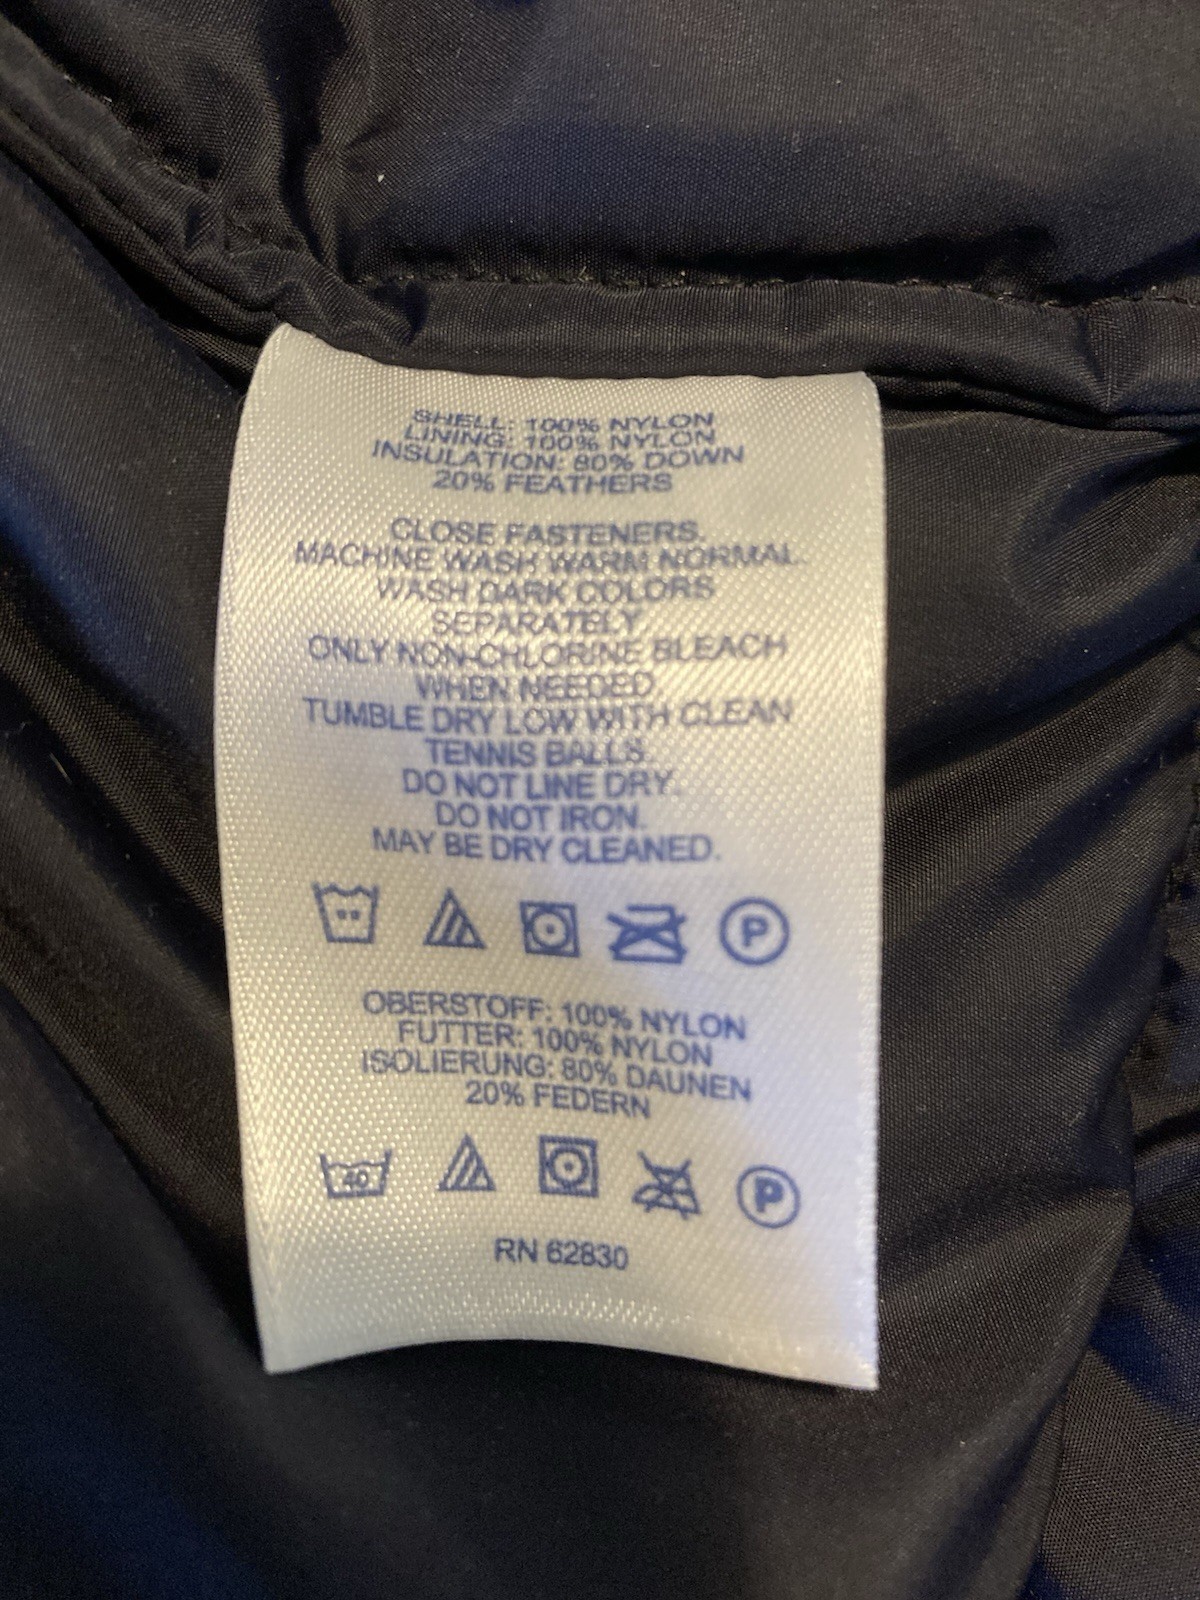 SHELL: 100% NYLON
LINING: 100% NYLON
INSULATION: 80% DOWN
20% FEATHERS
CLOSE FASTENERS.
MACHINE WASH WARM NORMAL.
WASH DARK COLORS
SEPARATELY
ONLY NON-CHLORINE BLEACH
WHEN NEEDED.
TUMBLE DRY LOW WITH CLEAN
TENNIS BALLS.
DO NOT LINE DRY.
DO NOT IRON.
MAY BE DRY CLEANED.
P
OBERSTOFF: 100% NYLON
FUTTER: 100% NYLON
ISOLIERUNG: 80% DAUNEN
20% FEDERN
40 P
RN 62830